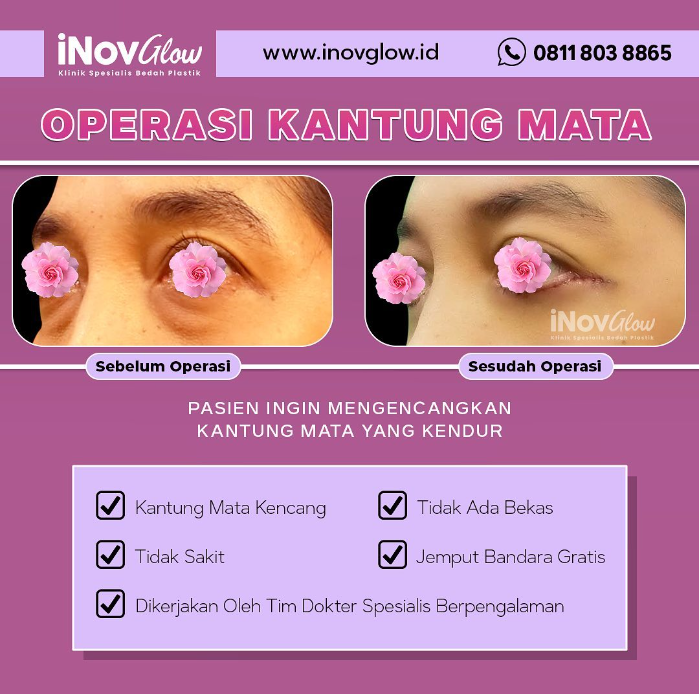 iNovGlow
Klinik Spesialis Bedah Plastik
www.inovglow.id
0811 803 8865
OPERASI KANTUNG MATA
iNovGlow
Klinik Spesialis Bedah Plastik
Sebelum Operasi
Sesudah Operasi
PASIEN INGIN MENGENCANGKAN
KANTUNG MATA YANG KENDUR
Kantung Mata Kencang
Tidak Ada Bekas
Tidak Sakit
Jemput Bandara Gratis
Dikerjakan Oleh Tim Dokter Spesialis Berpengalaman